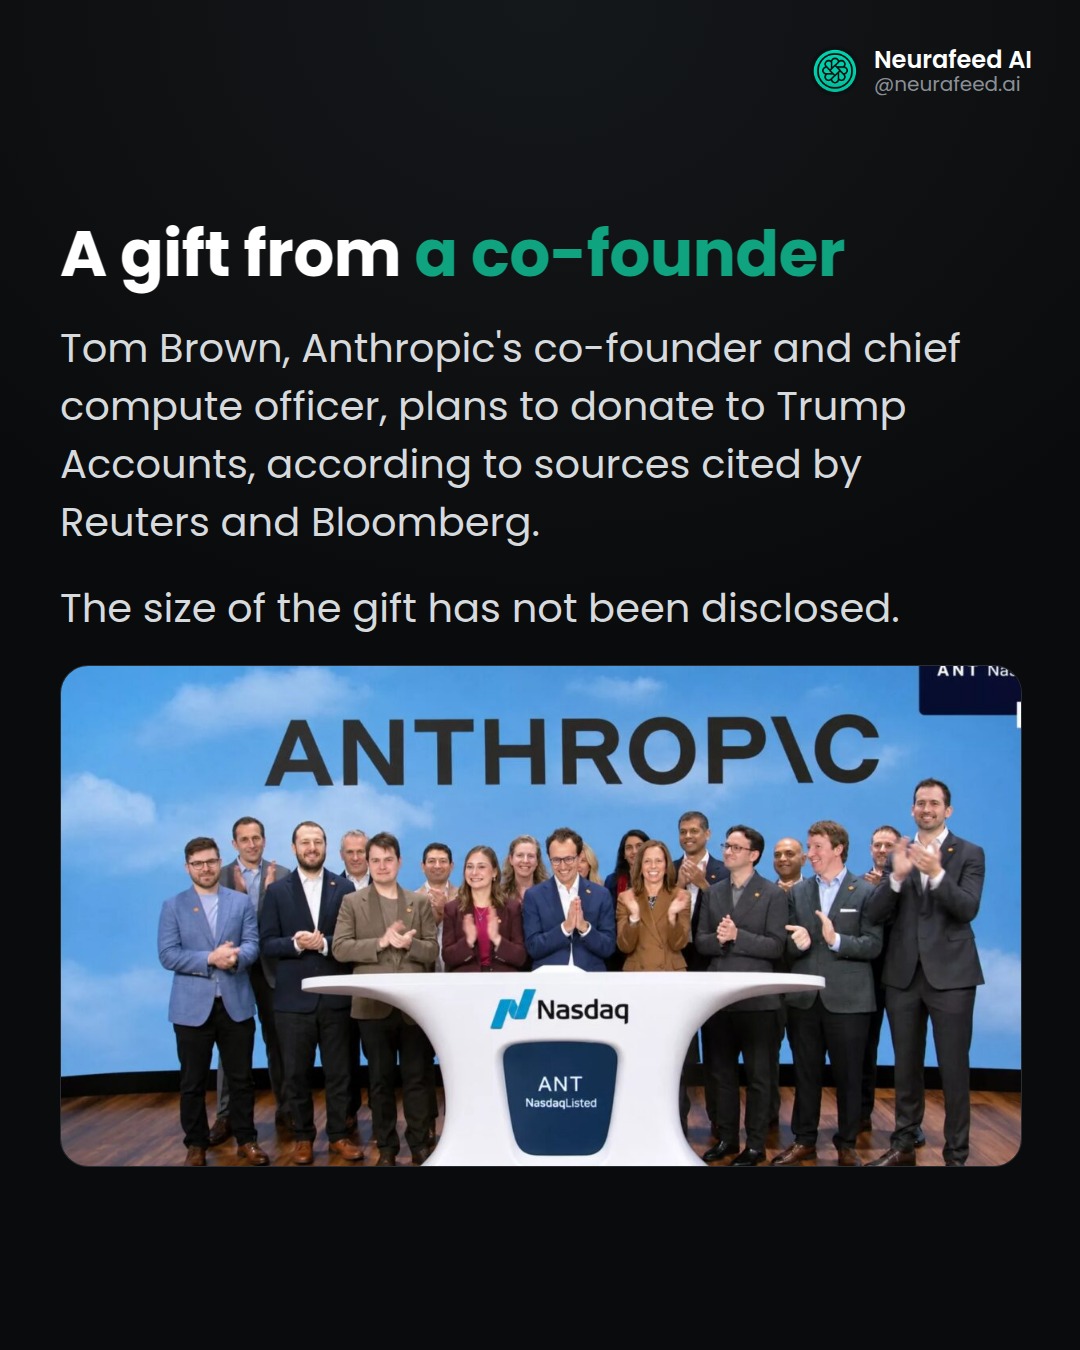 Neurafeed AI
@neurafeed.ai
A gift from a co-founder
Tom Brown, Anthropic's co-founder and chief
compute officer, plans to donate to Trump
Accounts, according to sources cited by
Reuters and Bloomberg.
The size of the gift has not been disclosed.
ANT Nas
ANTHROP\C
Nasdaq
ANT
NasdaqListed